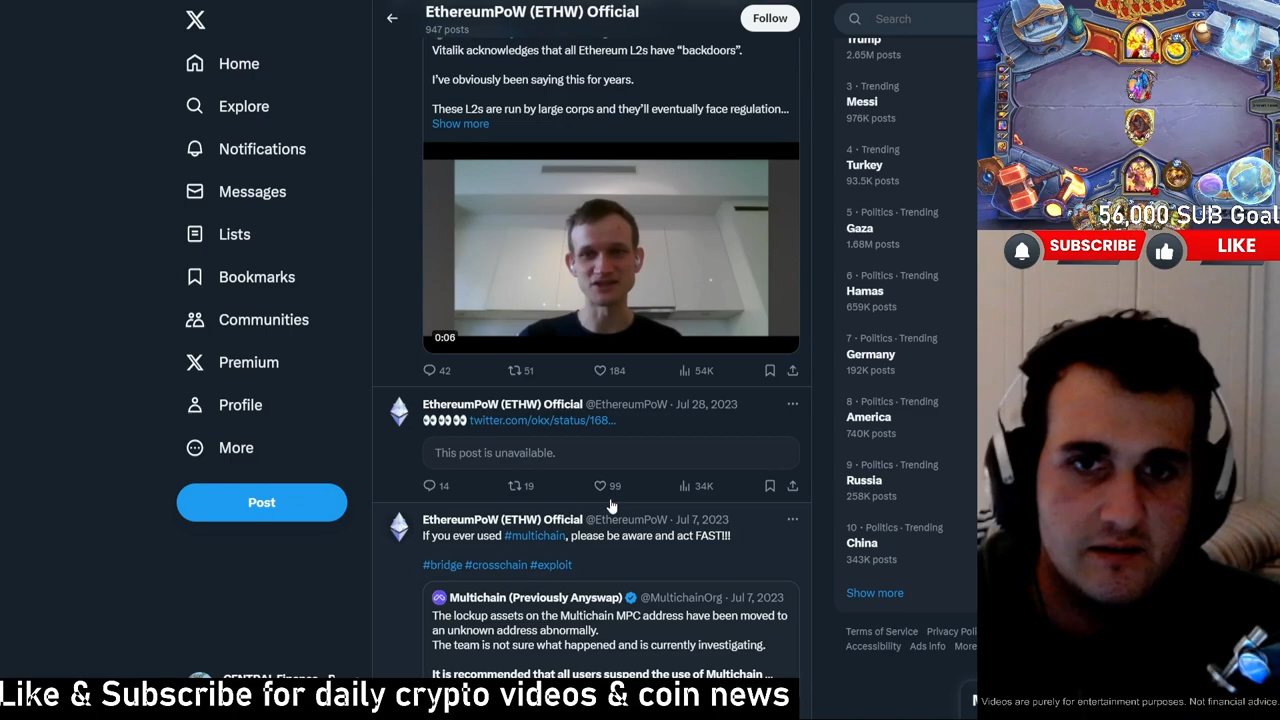 EthereumPoW (ETHW) Official
947 posts
Follow
Search
Home
Explore
Notifications
Messages
Lists
Bookmarks
Communities
Premium
Profile
More
Post
Vitalik acknowledges that all Ethereum L2s have “backdoors”.
I’ve obviously been saying this for years.
These L2s are run by large corps and they’ll eventually face regulation...
Show more
0:06
42 51 184 54K
EthereumPoW (ETHW) Official @EthereumPoW · Jul 28, 2023
👀👀👀👀 twitter.com/okx/status/168...
This post is unavailable.
14 19 99 34K
EthereumPoW (ETHW) Official @EthereumPoW · Jul 7, 2023
If you ever used #multichain, please be aware and act FAST!!!
#bridge #crosschain #exploit
Multichain (Previously Anyswap) @MultichainOrg · Jul 7, 2023
The lockup assets on the Multichain MPC address have been moved to
an unknown address abnormally.
The team is not sure what happened and is currently investigating.
It is recommended that all users suspend the use of Multichain ...
Trump
2.65M posts
3 · Trending
Messi
976K posts
4 · Trending
Turkey
93.5K posts
5 · Politics · Trending
Gaza
1.68M posts
6 · Politics · Trending
Hamas
659K posts
7 · Politics · Trending
Germany
192K posts
8 · Politics · Trending
America
740K posts
9 · Politics · Trending
Russia
258K posts
10 · Politics · Trending
China
343K posts
Show more
Terms of Service Privacy Poli
Accessibility Ads info More
56,000 SUB Goal
SUBSCRIBE
LIKE
Like & Subscribe for daily crypto videos & coin news
Videos are purely for entertainment purposes. Not financial advice.